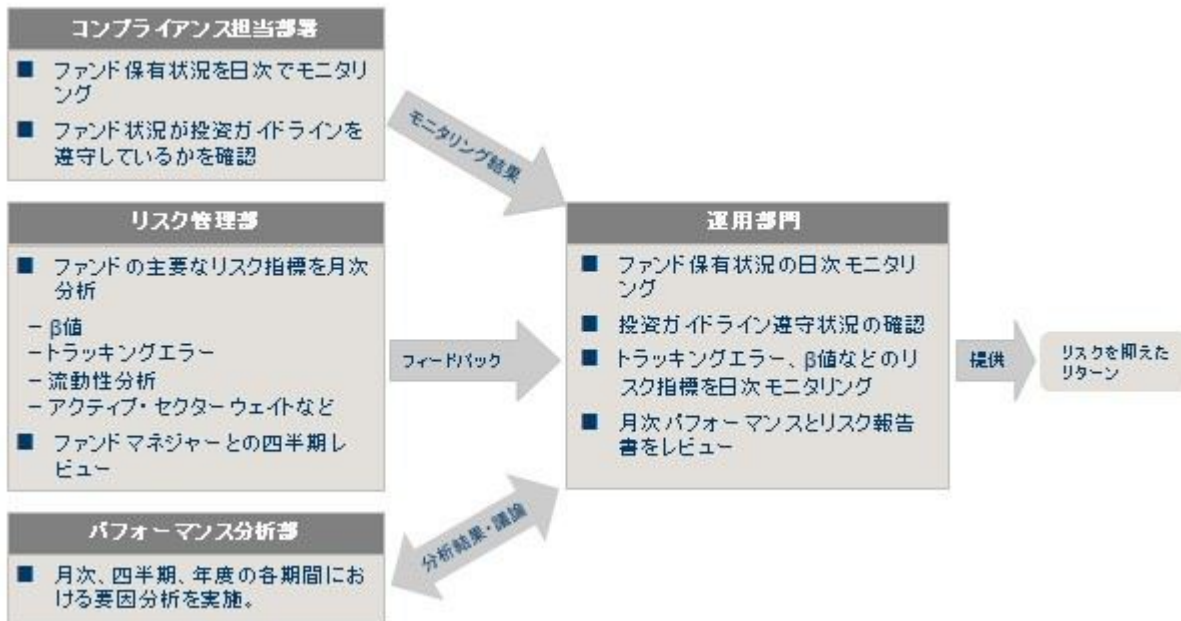 コンプライアンス担当部署
■ ファンド保有状況を日次でモニタリ
ング
■ ファンド状況が投資ガイドラインを
遵守しているかを確認
モニタリング結果
リスク管理部
■ ファンドの主要なリスク指標を月次
分析
－β値
－トラッキングエラー
－流動性分析
－アクティブ・セクターウェイトなど
■ ファンドマネジャーとの四半期レ
ビュー
フィードバック
パフォーマンス分析部
■ 月次、四半期、年度の各期間にお
ける要因分析を実施。
分析結果・議論
運用部門
■ ファンド保有状況の日次モニタリ
ング
■ 投資ガイドライン遵守状況の確認
■ トラッキングエラー、β値などのリ
スク指標を日次モニタリング
■ 月次パフォーマンスとリスク報告
書をレビュー
提供
リスクを抑えた
リターン